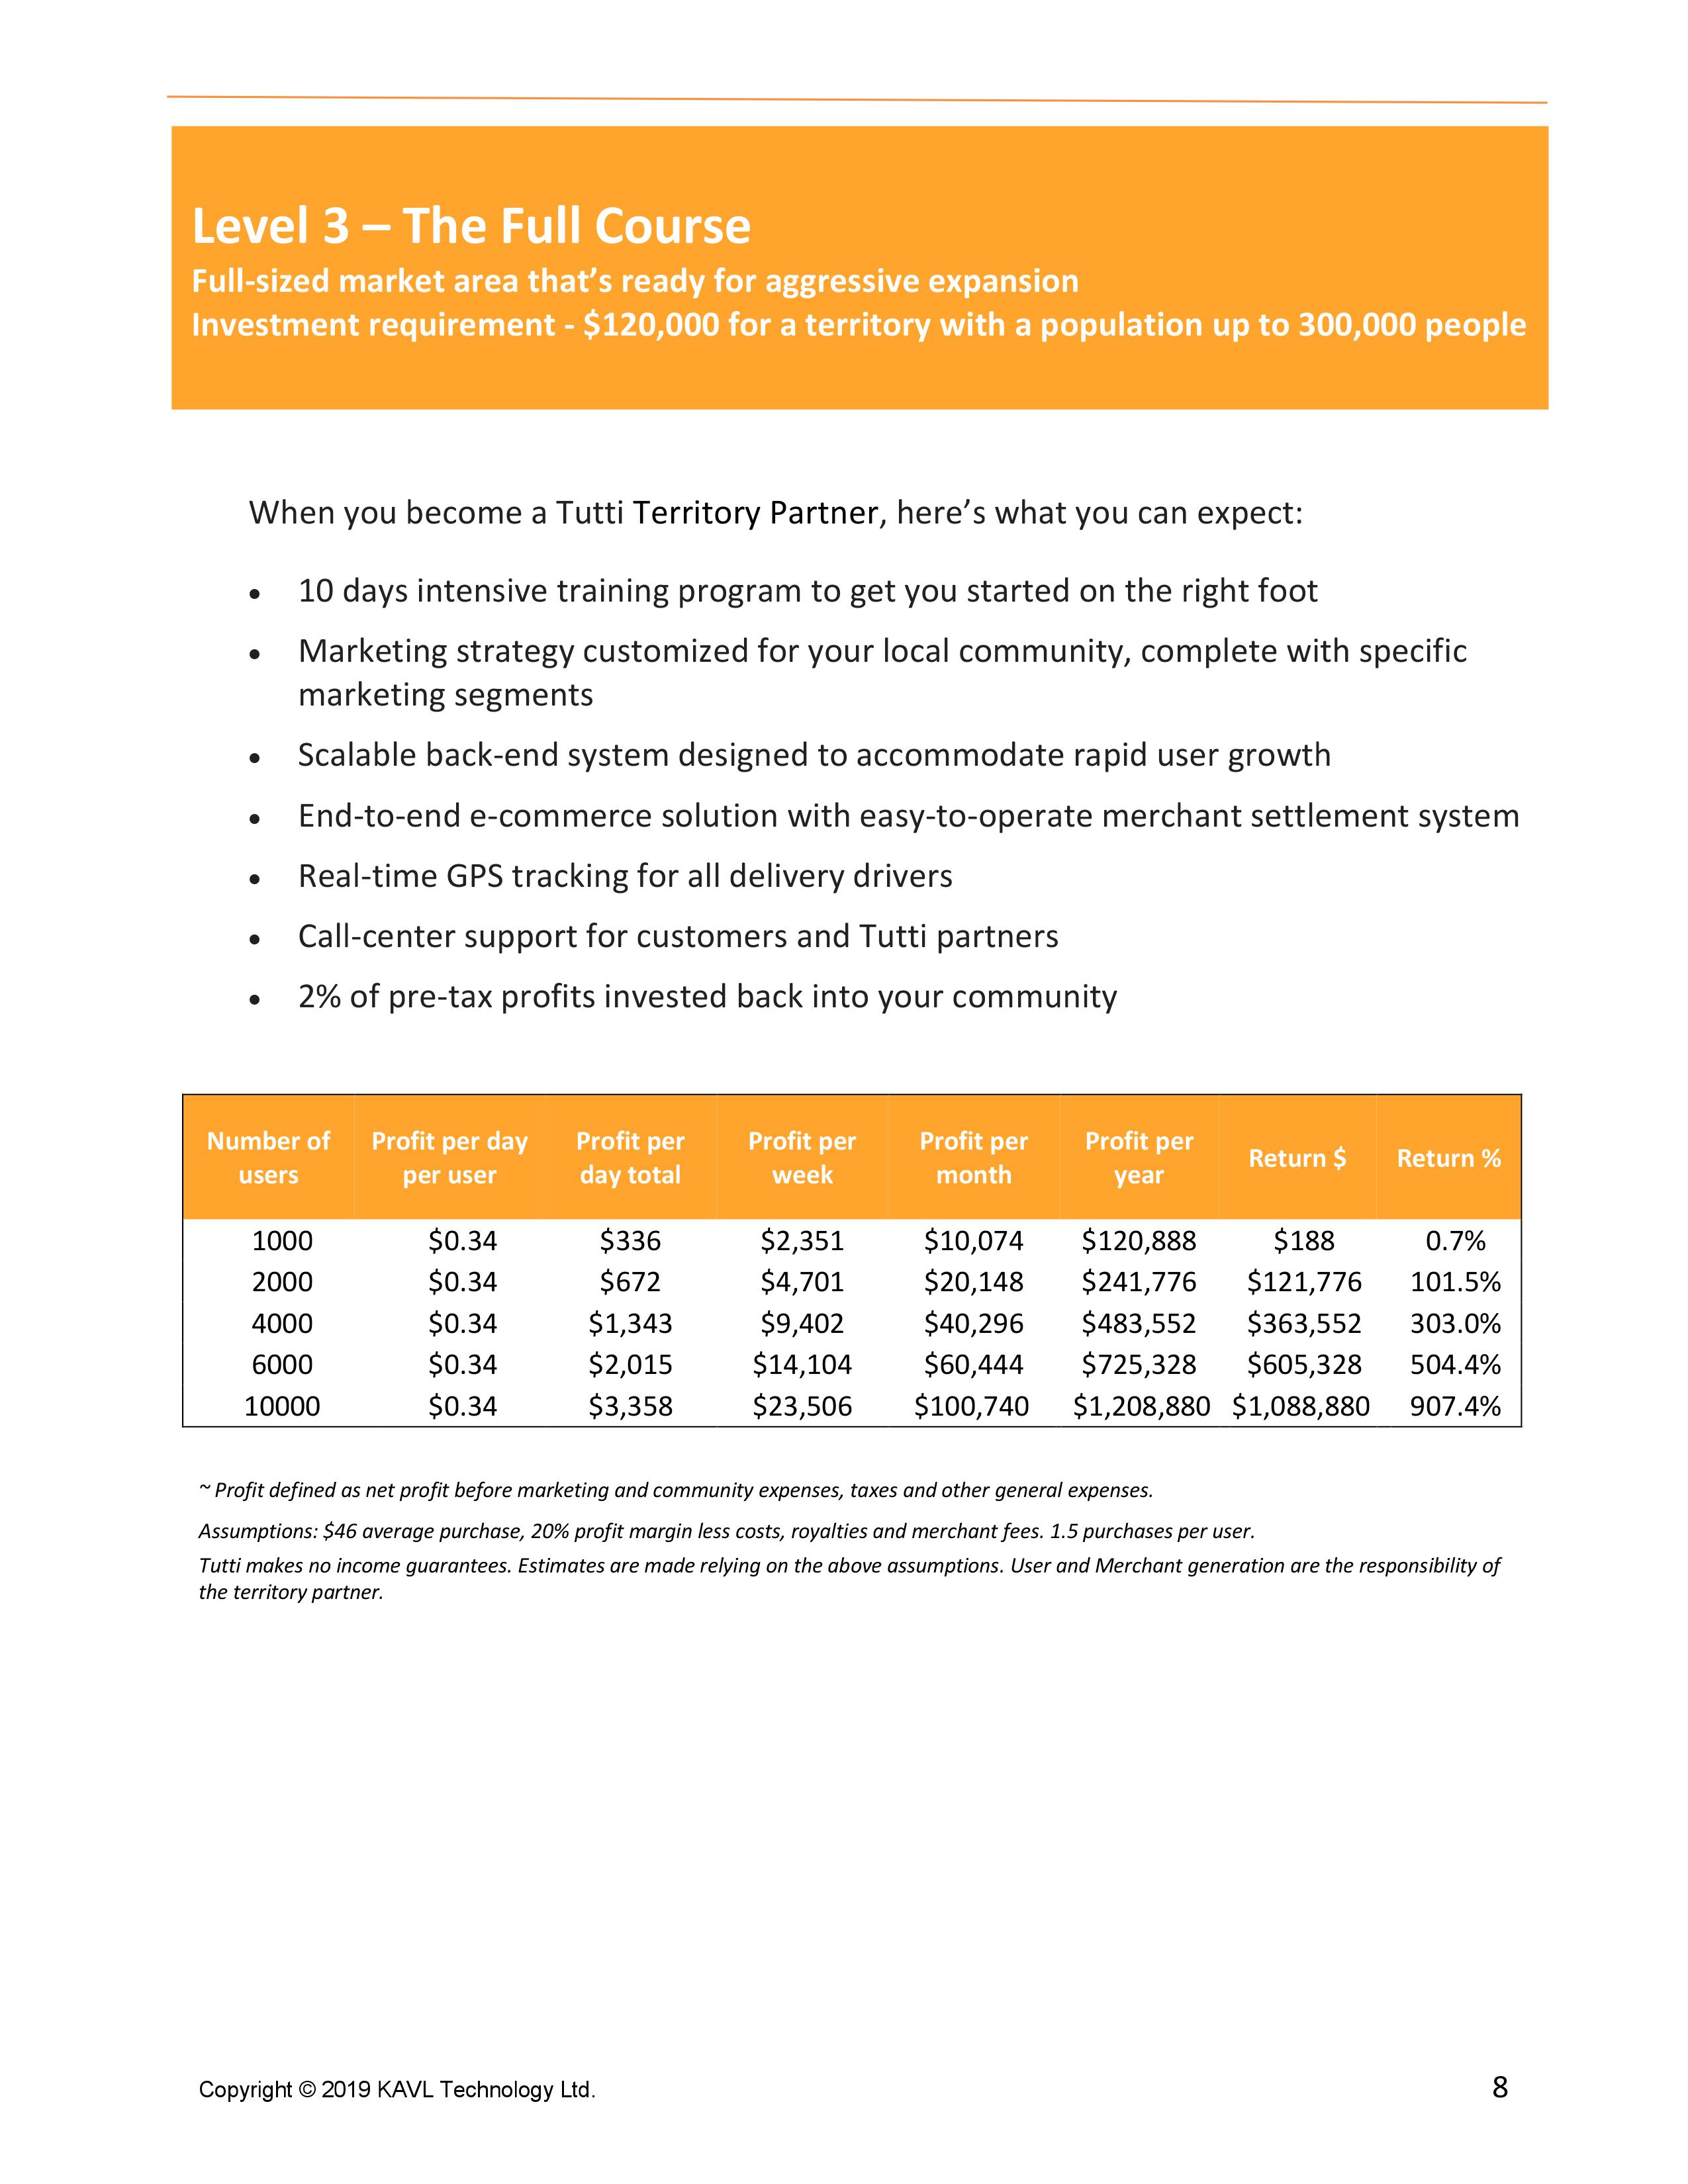 Level 3 – The Full Course
Full-sized market area that’s ready for aggressive expansion
Investment requirement - $120,000 for a territory with a population up to 300,000 people
When you become a Tutti Territory Partner, here’s what you can expect:
• 10 days intensive training program to get you started on the right foot
• Marketing strategy customized for your local community, complete with specific
marketing segments
• Scalable back-end system designed to accommodate rapid user growth
• End-to-end e-commerce solution with easy-to-operate merchant settlement system
• Real-time GPS tracking for all delivery drivers
• Call-center support for customers and Tutti partners
• 2% of pre-tax profits invested back into your community
Number of users Profit per day per user Profit per day total Profit per week Profit per month Profit per year Return $ Return %
1000 $0.34 $336 $2,351 $10,074 $120,888 $188 0.7%
2000 $0.34 $672 $4,701 $20,148 $241,776 $121,776 101.5%
4000 $0.34 $1,343 $9,402 $40,296 $483,552 $363,552 303.0%
6000 $0.34 $2,015 $14,104 $60,444 $725,328 $605,328 504.4%
10000 $0.34 $3,358 $23,506 $100,740 $1,208,880 $1,088,880 907.4%
~ Profit defined as net profit before marketing and community expenses, taxes and other general expenses.
Assumptions: $46 average purchase, 20% profit margin less costs, royalties and merchant fees. 1.5 purchases per user.
Tutti makes no income guarantees. Estimates are made relying on the above assumptions. User and Merchant generation are the responsibility of
the territory partner.
Copyright © 2019 KAVL Technology Ltd. 8